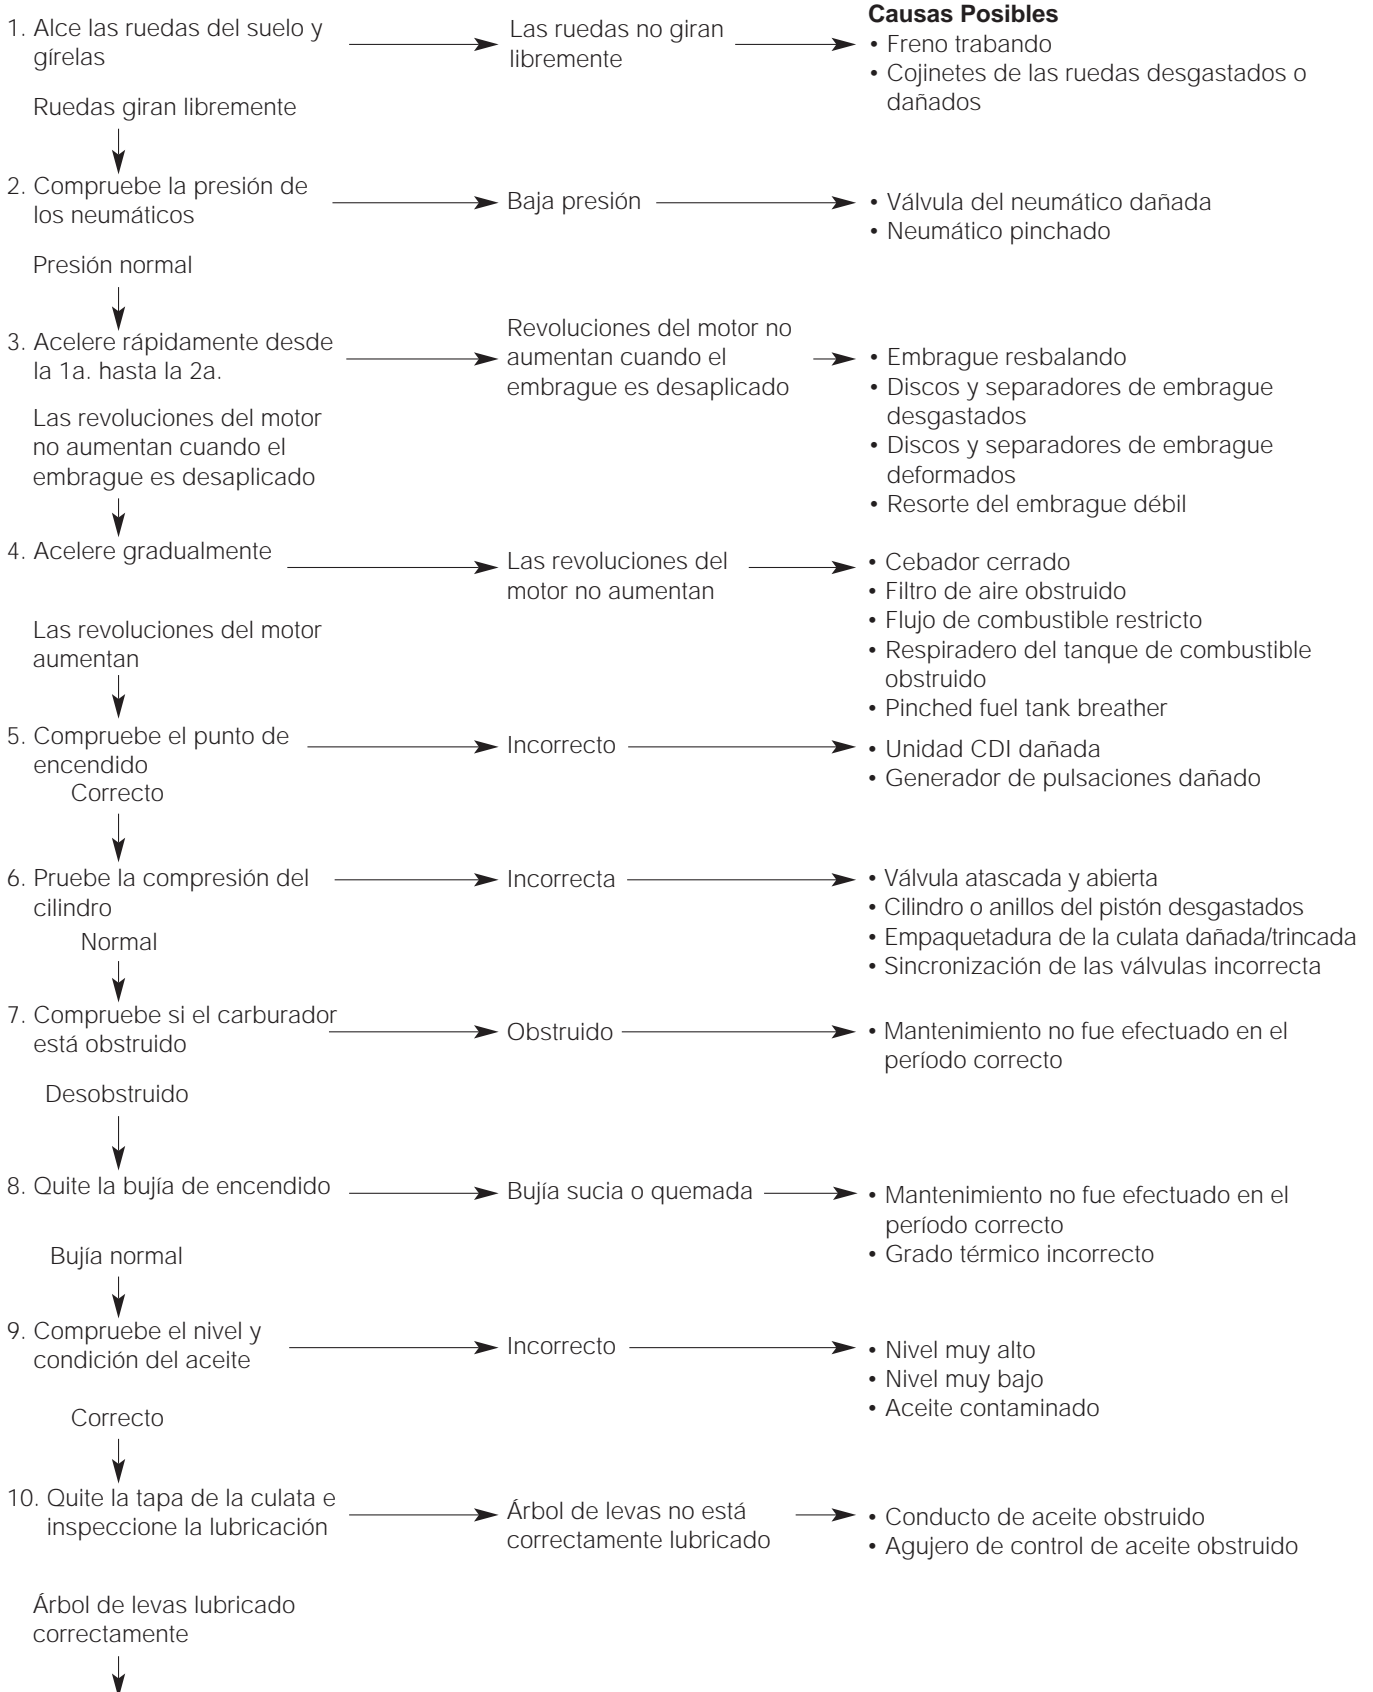 Causas Posibles
1. Alce las ruedas del suelo y
gírelas
Las ruedas no giran
libremente
• Freno trabando
• Cojinetes de las ruedas desgastados o
dañados
Ruedas giran libremente
2. Compruebe la presión de
los neumáticos
Baja presión
• Válvula del neumático dañada
• Neumático pinchado
Presión normal
3. Acelere rápidamente desde
la 1a. hasta la 2a.
Revoluciones del motor no
aumentan cuando el
embrague es desaplicado
• Embrague resbalando
• Discos y separadores de embrague
desgastados
• Discos y separadores de embrague
deformados
• Resorte del embrague débil
Las revoluciones del motor
no aumentan cuando el
embrague es desaplicado
4. Acelere gradualmente
Las revoluciones del
motor no aumentan
• Cebador cerrado
• Filtro de aire obstruido
• Flujo de combustible restricto
• Respiradero del tanque de combustible
obstruido
• Pinched fuel tank breather
Las revoluciones del motor
aumentan
5. Compruebe el punto de
encendido
Incorrecto
• Unidad CDI dañada
• Generador de pulsaciones dañado
Correcto
6. Pruebe la compresión del
cilindro
Incorrecta
• Válvula atascada y abierta
• Cilindro o anillos del pistón desgastados
• Empaquetadura de la culata dañada/trincada
• Sincronización de las válvulas incorrecta
Normal
7. Compruebe si el carburador
está obstruido
Obstruido
• Mantenimiento no fue efectuado en el
período correcto
Desobstruido
8. Quite la bujía de encendido
Bujía sucia o quemada
• Mantenimiento no fue efectuado en el
período correcto
• Grado térmico incorrecto
Bujía normal
9. Compruebe el nivel y
condición del aceite
Incorrecto
• Nivel muy alto
• Nivel muy bajo
• Aceite contaminado
Correcto
10. Quite la tapa de la culata e
inspeccione la lubricación
Árbol de levas no está
correctamente lubricado
• Conducto de aceite obstruido
• Agujero de control de aceite obstruido
Árbol de levas lubricado
correctamente